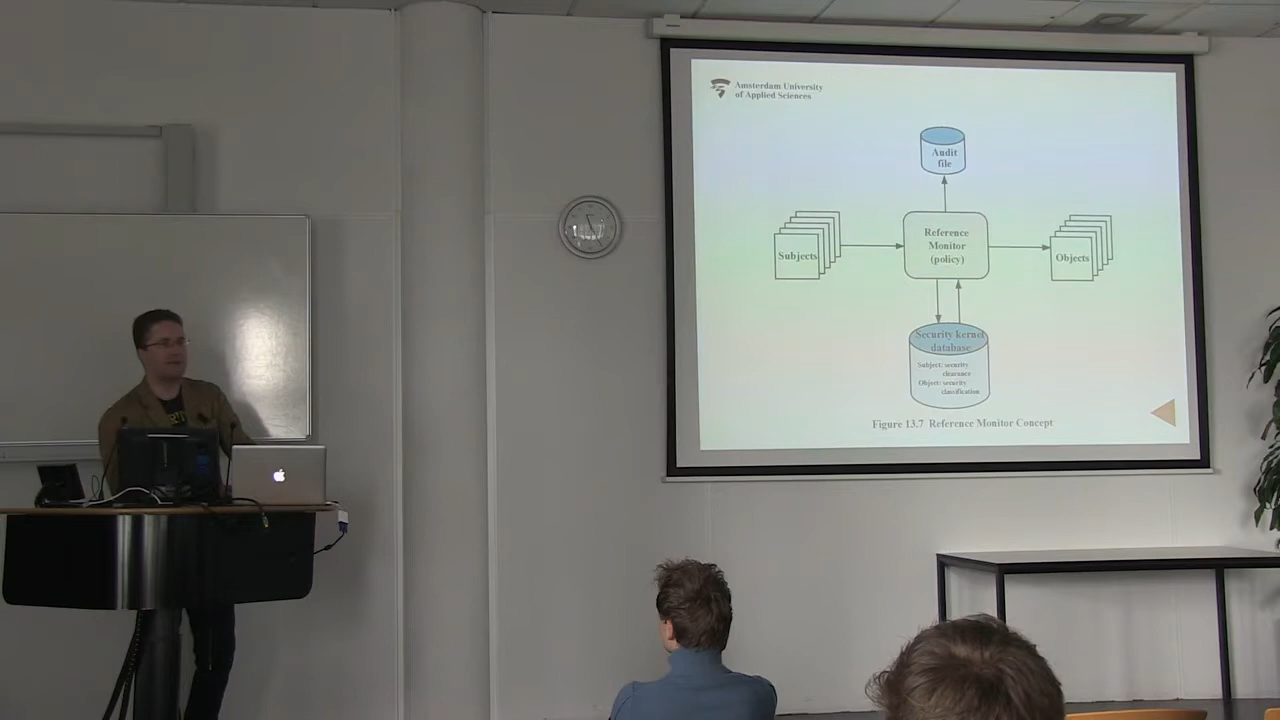 Amsterdam University
of Applied Sciences
Audit
file
Subjects
Reference
Monitor
(policy)
Objects
Security kernel
database
Subject: security
clearance
Object: security
classification
Figure 13.7 Reference Monitor Concept